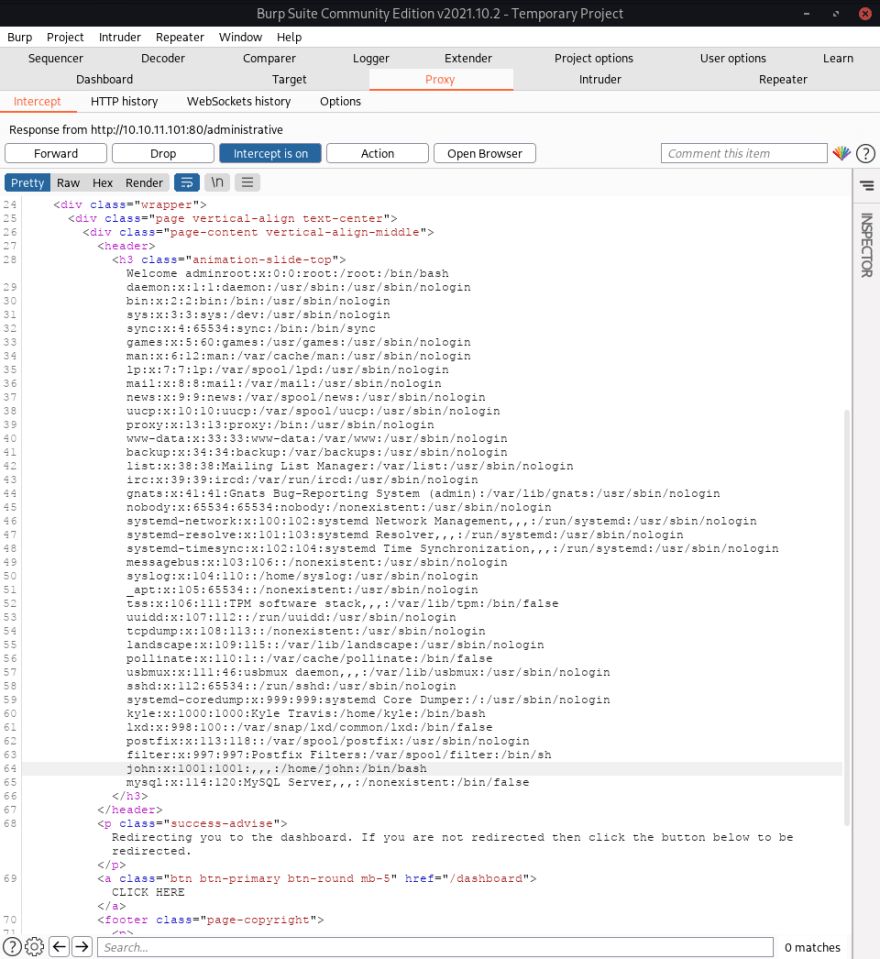 Burp Suite Community Edition v2021.10.2 - Temporary Project
Burp Project Intruder Repeater Window Help
Sequencer Decoder Comparer Logger Extender Project options User options Learn
Dashboard Target Proxy Intruder Repeater
Intercept HTTP history WebSockets history Options
Response from http://10.10.11.101:80/administrative
Forward Drop Intercept is on Action Open Browser Comment this item ?
Pretty Raw Hex Render \n
INSPECTOR
24 <div class="wrapper">
25 <div class="page vertical-align text-center">
26 <div class="page-content vertical-align-middle">
27 <header>
28 <h3 class="animation-slide-top">
Welcome adminroot:x:0:0:root:/root:/bin/bash
29 daemon:x:1:1:daemon:/usr/sbin:/usr/sbin/nologin
30 bin:x:2:2:bin:/bin:/usr/sbin/nologin
31 sys:x:3:3:sys:/dev:/usr/sbin/nologin
32 sync:x:4:65534:sync:/bin:/bin/sync
33 games:x:5:60:games:/usr/games:/usr/sbin/nologin
34 man:x:6:12:man:/var/cache/man:/usr/sbin/nologin
35 lp:x:7:7:lp:/var/spool/lpd:/usr/sbin/nologin
36 mail:x:8:8:mail:/var/mail:/usr/sbin/nologin
37 news:x:9:9:news:/var/spool/news:/usr/sbin/nologin
38 uucp:x:10:10:uucp:/var/spool/uucp:/usr/sbin/nologin
39 proxy:x:13:13:proxy:/bin:/usr/sbin/nologin
40 www-data:x:33:33:www-data:/var/www:/usr/sbin/nologin
41 backup:x:34:34:backup:/var/backups:/usr/sbin/nologin
42 list:x:38:38:Mailing List Manager:/var/list:/usr/sbin/nologin
43 irc:x:39:39:ircd:/var/run/ircd:/usr/sbin/nologin
44 gnats:x:41:41:Gnats Bug-Reporting System (admin):/var/lib/gnats:/usr/sbin/nologin
45 nobody:x:65534:65534:nobody:/nonexistent:/usr/sbin/nologin
46 systemd-network:x:100:102:systemd Network Management,,,:/run/systemd:/usr/sbin/nologin
47 systemd-resolve:x:101:103:systemd Resolver,,,:/run/systemd:/usr/sbin/nologin
48 systemd-timesync:x:102:104:systemd Time Synchronization,,,:/run/systemd:/usr/sbin/nologin
49 messagebus:x:103:106::/nonexistent:/usr/sbin/nologin
50 syslog:x:104:110::/home/syslog:/usr/sbin/nologin
51 _apt:x:105:65534::/nonexistent:/usr/sbin/nologin
52 tss:x:106:111:TPM software stack,,,:/var/lib/tpm:/bin/false
53 uuidd:x:107:112::/run/uuidd:/usr/sbin/nologin
54 tcpdump:x:108:113::/nonexistent:/usr/sbin/nologin
55 landscape:x:109:115::/var/lib/landscape:/usr/sbin/nologin
56 pollinate:x:110:1::/var/cache/pollinate:/bin/false
57 usbmux:x:111:46:usbmux daemon,,,:/var/lib/usbmux:/usr/sbin/nologin
58 sshd:x:112:65534::/run/sshd:/usr/sbin/nologin
59 systemd-coredump:x:999:999:systemd Core Dumper:/:/usr/sbin/nologin
60 kyle:x:1000:1000:Kyle Travis:/home/kyle:/bin/bash
61 lxd:x:998:100::/var/snap/lxd/common/lxd:/bin/false
62 postfix:x:113:118::/var/spool/postfix:/usr/sbin/nologin
63 filter:x:997:997:Postfix Filters:/var/spool/filter:/bin/sh
64 john:x:1001:1001:,,,:/home/john:/bin/bash
65 mysql:x:114:120:MySQL Server,,,:/nonexistent:/bin/false
66 </h3>
67 </header>
68 <p class="success-advise">
Redirecting you to the dashboard. If you are not redirected then click the button below to be
redirected.
</p>
69 <a class="btn btn-primary btn-round mb-5" href="/dashboard">
CLICK HERE
</a>
70 <footer class="page-copyright">
71 <p>
? Search... 0 matches